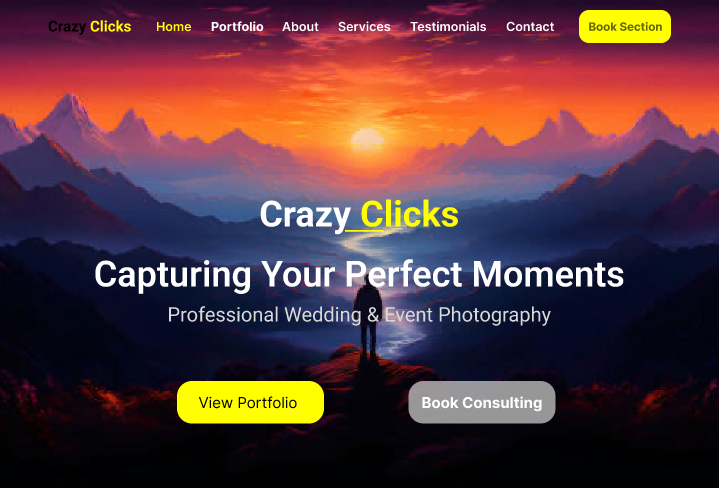 Crazy Clicks Home Portfolio About Services Testimonials Contact Book Section
Crazy Clicks
Capturing Your Perfect Moments
Professional Wedding & Event Photography
View Portfolio Book Consulting